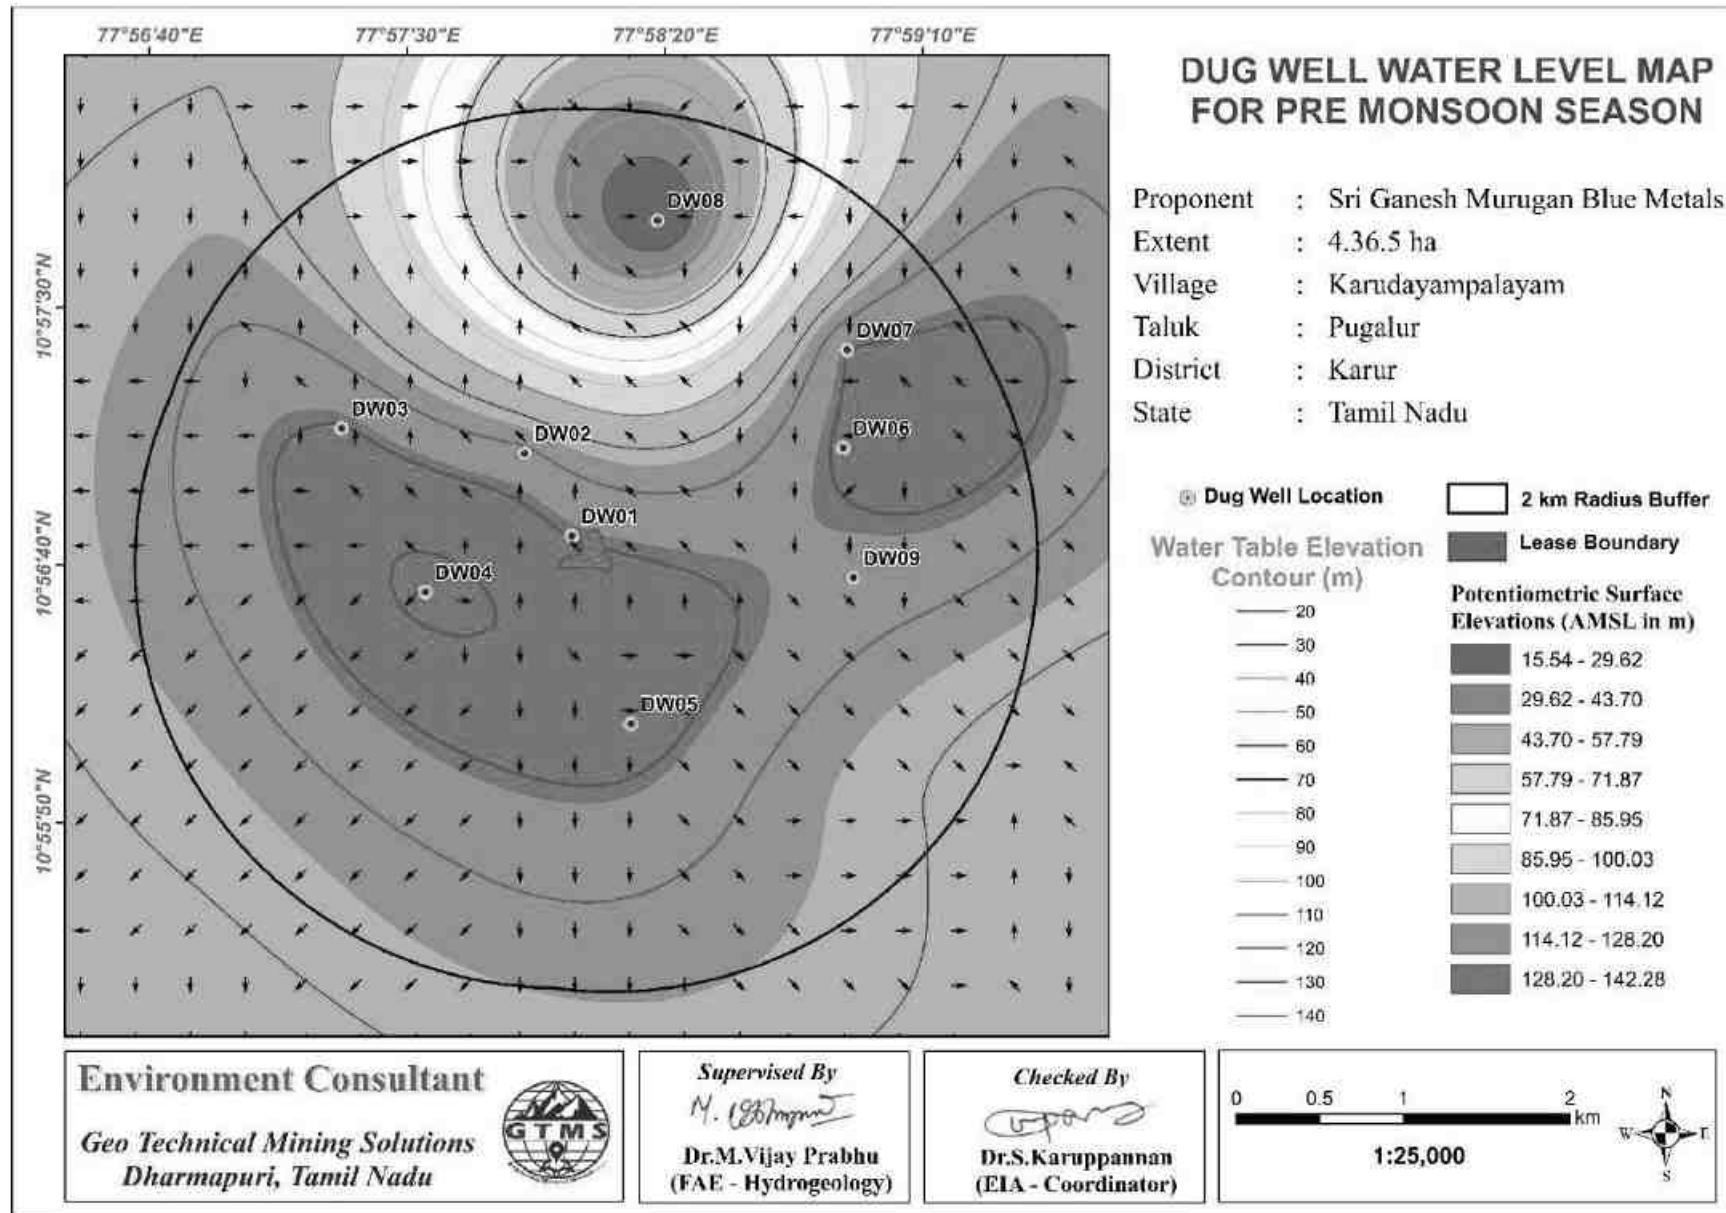 77°56'40"E 77°57'30"E 77°58'20"E 77°59'10"E
DUG WELL WATER LEVEL MAP
FOR PRE MONSOON SEASON
Proponent : Sri Ganesh Murugan Blue Metals
Extent : 4.36.5 ha
Village : Karudayampalayam
Taluk : Pugalur
District : Karur
State : Tamil Nadu
10°57'30"N
10°56'40"N
10°55'50"N
DW08
DW07
DW03
DW02
DW06
DW01
DW04
DW09
DW05
Dug Well Location
Water Table Elevation
Contour (m)
20
30
40
50
60
70
80
90
100
110
120
130
140
2 km Radius Buffer
Lease Boundary
Potentiometric Surface
Elevations (AMSL in m)
15.54 - 29.62
29.62 - 43.70
43.70 - 57.79
57.79 - 71.87
71.87 - 85.95
85.95 - 100.03
100.03 - 114.12
114.12 - 128.20
128.20 - 142.28
Environment Consultant
Geo Technical Mining Solutions
Dharmapuri, Tamil Nadu
GTMS
Supervised By
Dr.M.Vijay Prabhu
(FAE - Hydrogeology)
Checked By
Dr.S.Karuppannan
(EIA - Coordinator)
0 0.5 1 2
km
1:25,000
N
W E
S